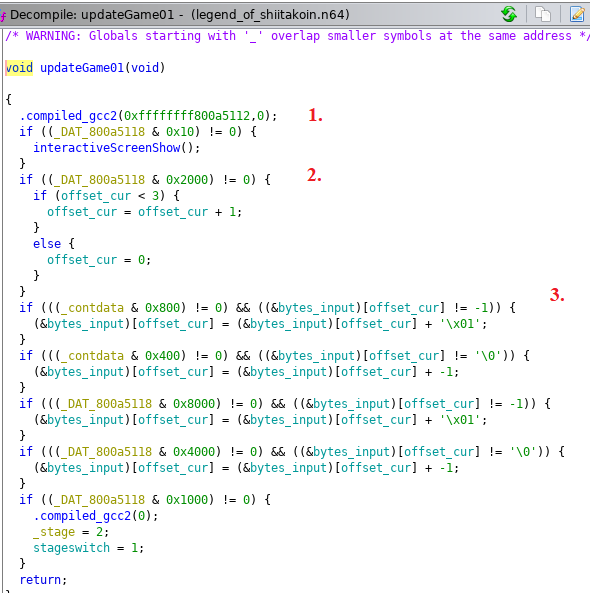 Decompile: updateGame01 - (legend_of_shiitakoin.n64)
/* WARNING: Globals starting with '_' overlap smaller symbols at the same address */
void updateGame01(void)
{
.compiled_gcc2(0xffffffff800a5112,0); 1.
if ((_DAT_800a5118 & 0x10) != 0) {
interactiveScreenShow();
}
if ((_DAT_800a5118 & 0x2000) != 0) { 2.
if (offset_cur < 3) {
offset_cur = offset_cur + 1;
}
else {
offset_cur = 0;
}
}
3.
if (((_contdata & 0x800) != 0) && ((&bytes_input)[offset_cur] != -1)) {
(&bytes_input)[offset_cur] = (&bytes_input)[offset_cur] + '\x01';
}
if (((_contdata & 0x400) != 0) && ((&bytes_input)[offset_cur] != '\0')) {
(&bytes_input)[offset_cur] = (&bytes_input)[offset_cur] + -1;
}
if (((_DAT_800a5118 & 0x8000) != 0) && ((&bytes_input)[offset_cur] != -1)) {
(&bytes_input)[offset_cur] = (&bytes_input)[offset_cur] + '\x01';
}
if (((_DAT_800a5118 & 0x4000) != 0) && ((&bytes_input)[offset_cur] != '\0')) {
(&bytes_input)[offset_cur] = (&bytes_input)[offset_cur] + -1;
}
if ((_DAT_800a5118 & 0x1000) != 0) {
.compiled_gcc2(0);
_stage = 2;
stageswitch = 1;
}
return;
}